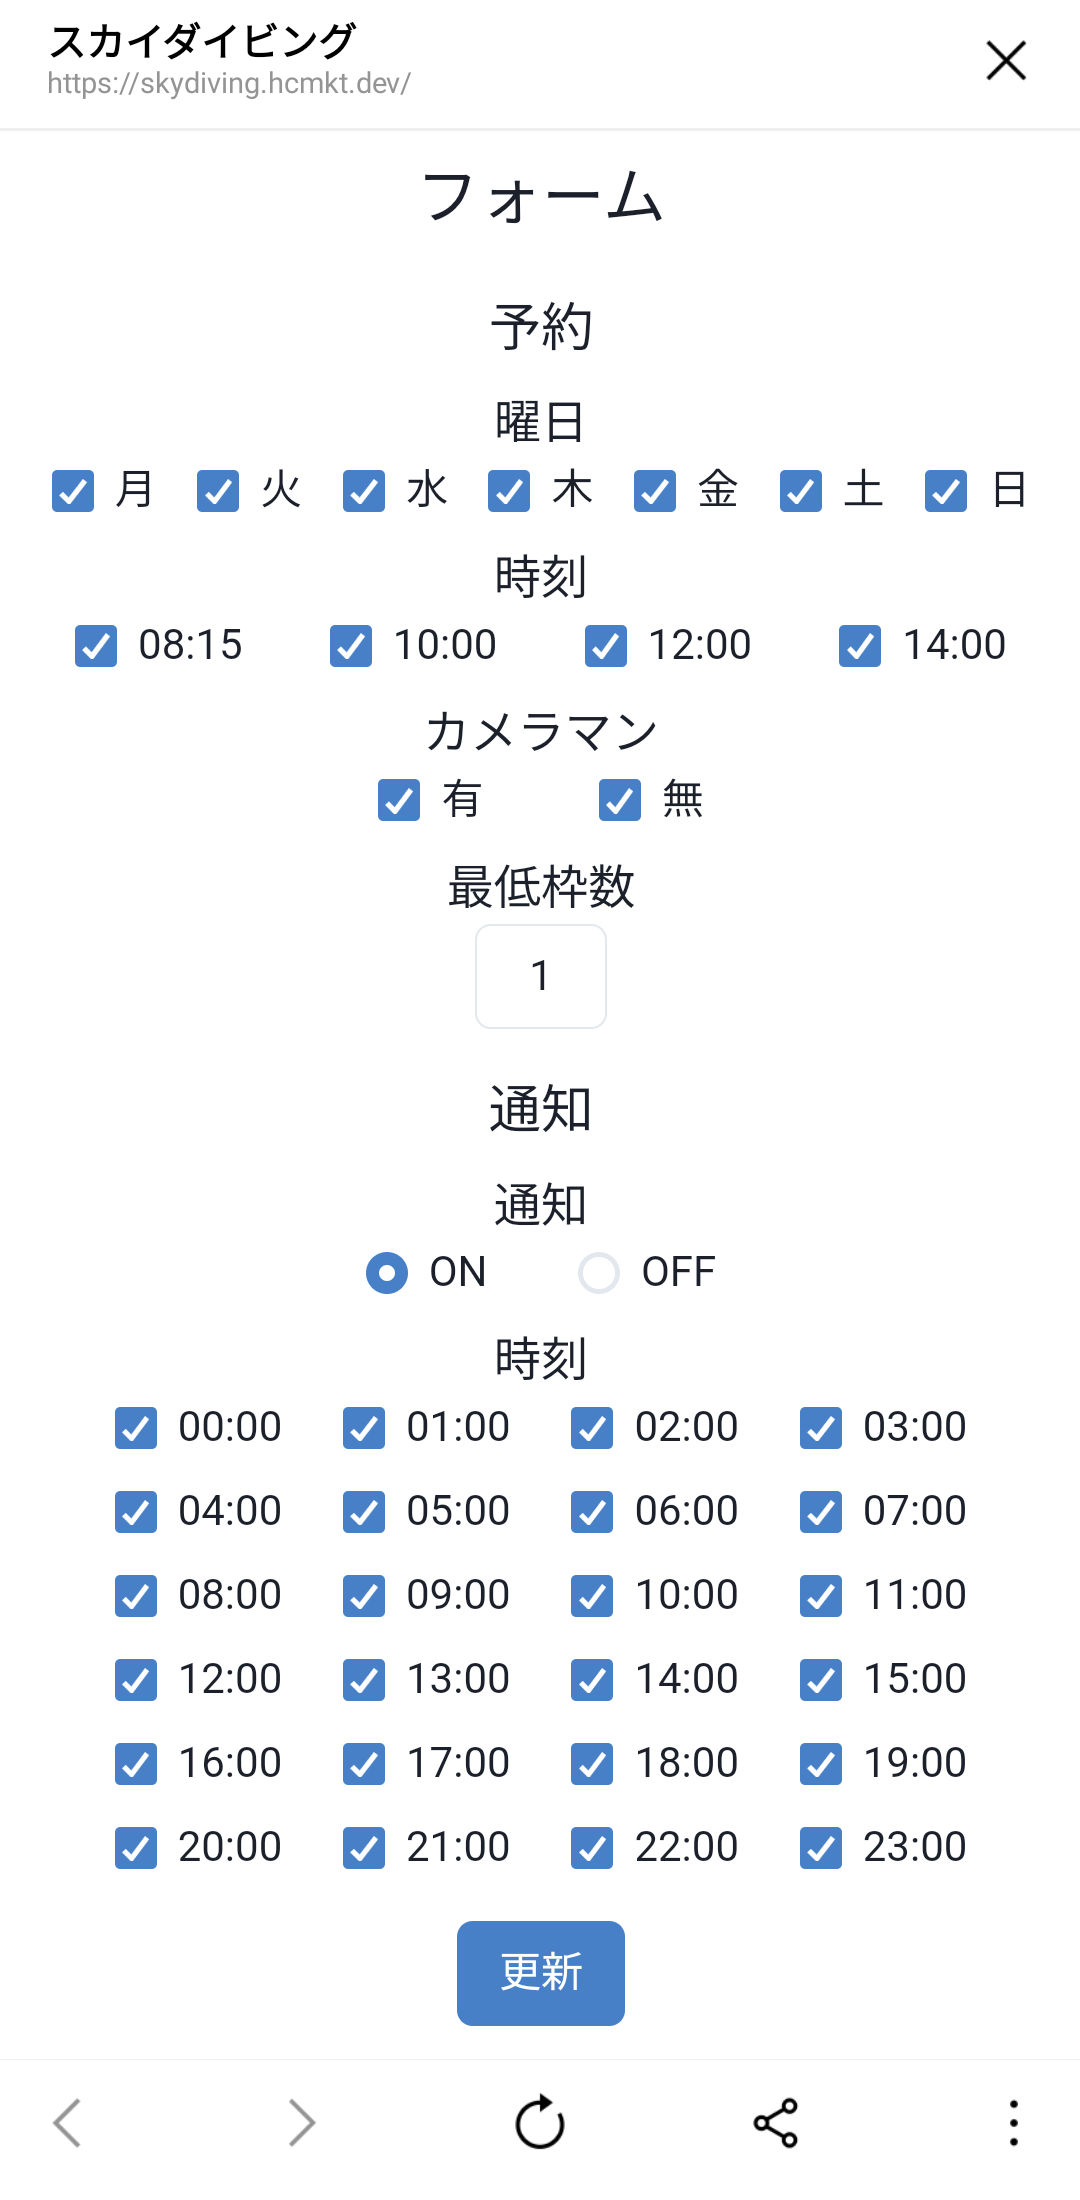 スカイダイビング
https://skydiving.hcmkt.dev/
フォーム
予約
曜日
月 火 水 木 金 土 日
時刻
08:15 10:00 12:00 14:00
カメラマン
有 無
最低枠数
1
通知
通知
ON OFF
時刻
00:00 01:00 02:00 03:00
04:00 05:00 06:00 07:00
08:00 09:00 10:00 11:00
12:00 13:00 14:00 15:00
16:00 17:00 18:00 19:00
20:00 21:00 22:00 23:00
更新